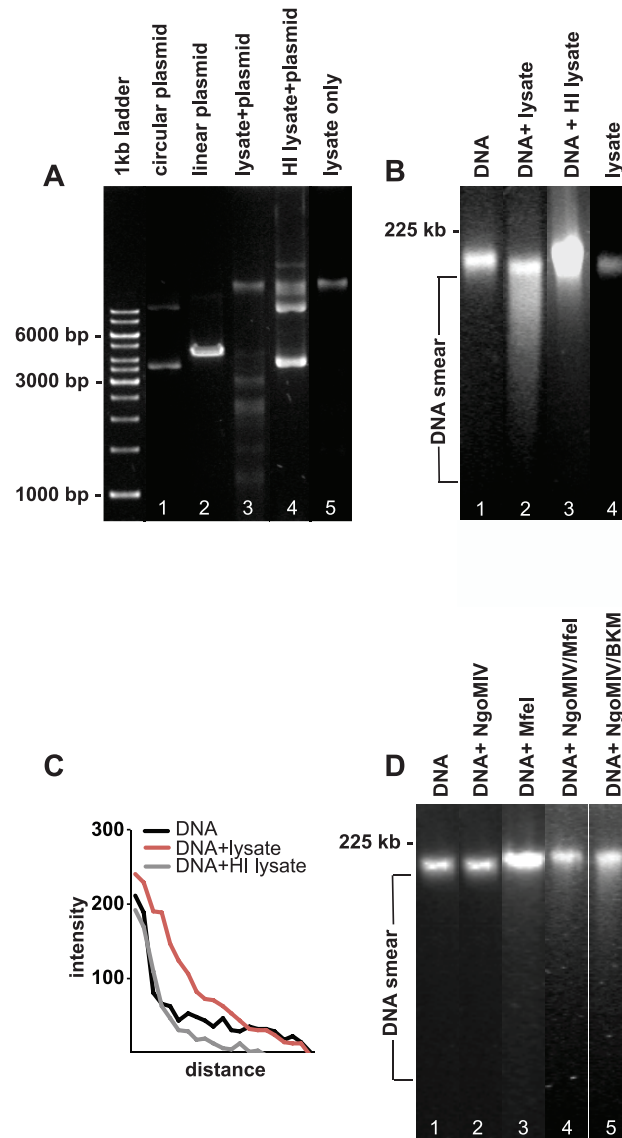 A
1kb ladder
circular plasmid
linear plasmid
lysate+plasmid
HI lysate+plasmid
lysate only
6000 bp -
3000 bp -
1000 bp -
1 2 3 4 5
B
DNA
DNA+ lysate
DNA + HI lysate
lysate
225 kb -
DNA smear
1 2 3 4
C
300
200
100
intensity
distance
DNA
DNA+lysate
DNA+HI lysate
D
DNA
DNA+ NgoMIV
DNA+ MfeI
DNA+ NgoMIV/MfeI
DNA+ NgoMIV/BKM
225 kb -
DNA smear
1 2 3 4 5